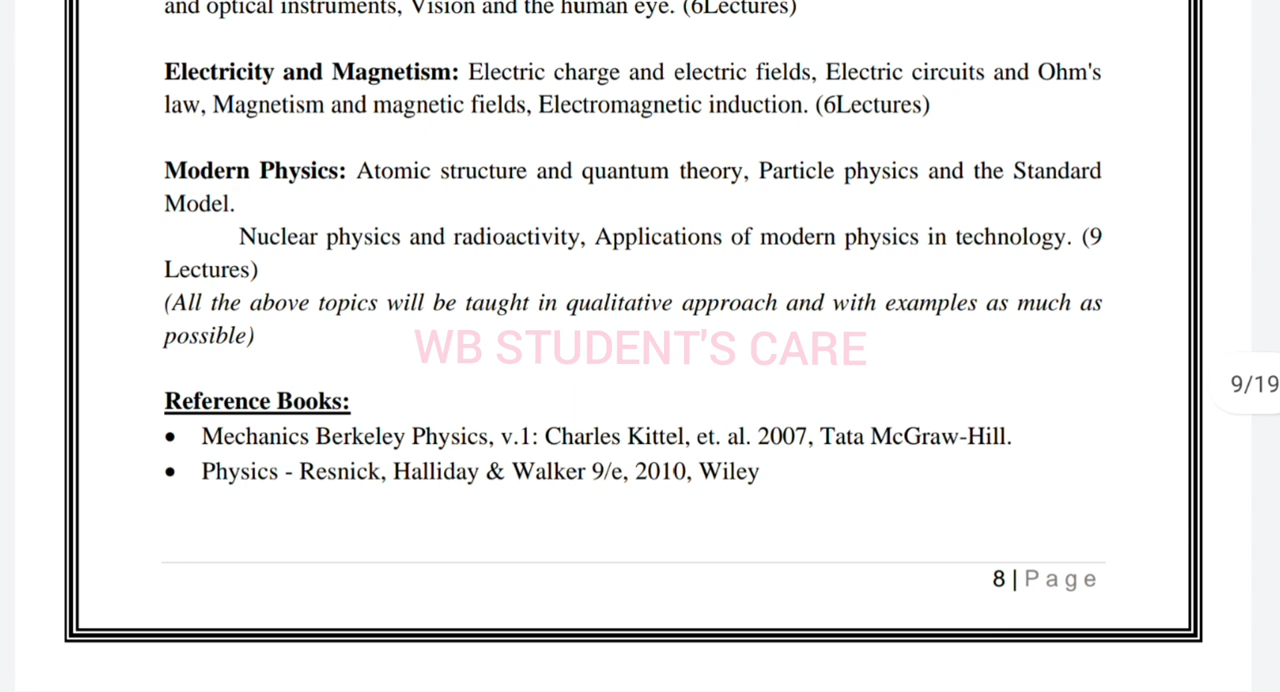 and optical instruments, Vision and the human eye. (6Lectures)
Electricity and Magnetism: Electric charge and electric fields, Electric circuits and Ohm's
law, Magnetism and magnetic fields, Electromagnetic induction. (6Lectures)
Modern Physics: Atomic structure and quantum theory, Particle physics and the Standard
Model.
Nuclear physics and radioactivity, Applications of modern physics in technology. (9
Lectures)
(All the above topics will be taught in qualitative approach and with examples as much as
possible)
WB STUDENT'S CARE
9/19
Reference Books:
• Mechanics Berkeley Physics, v.1: Charles Kittel, et. al. 2007, Tata McGraw-Hill.
• Physics - Resnick, Halliday & Walker 9/e, 2010, Wiley
8 | P a g e